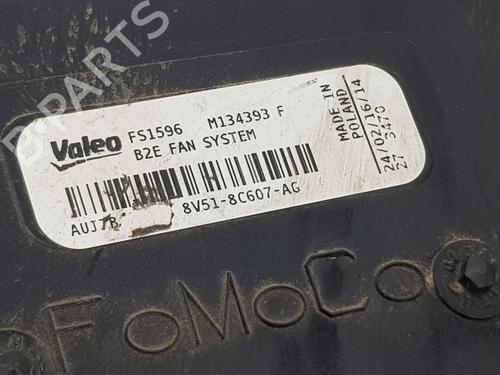 B-PARTS
Valeo FS1596 M134393 F
B2E FAN SYSTEM
AUJ7B 8V51-8C607-AG
MADE IN
POLAND
24/02/16/14
3470
27
FoMoCo